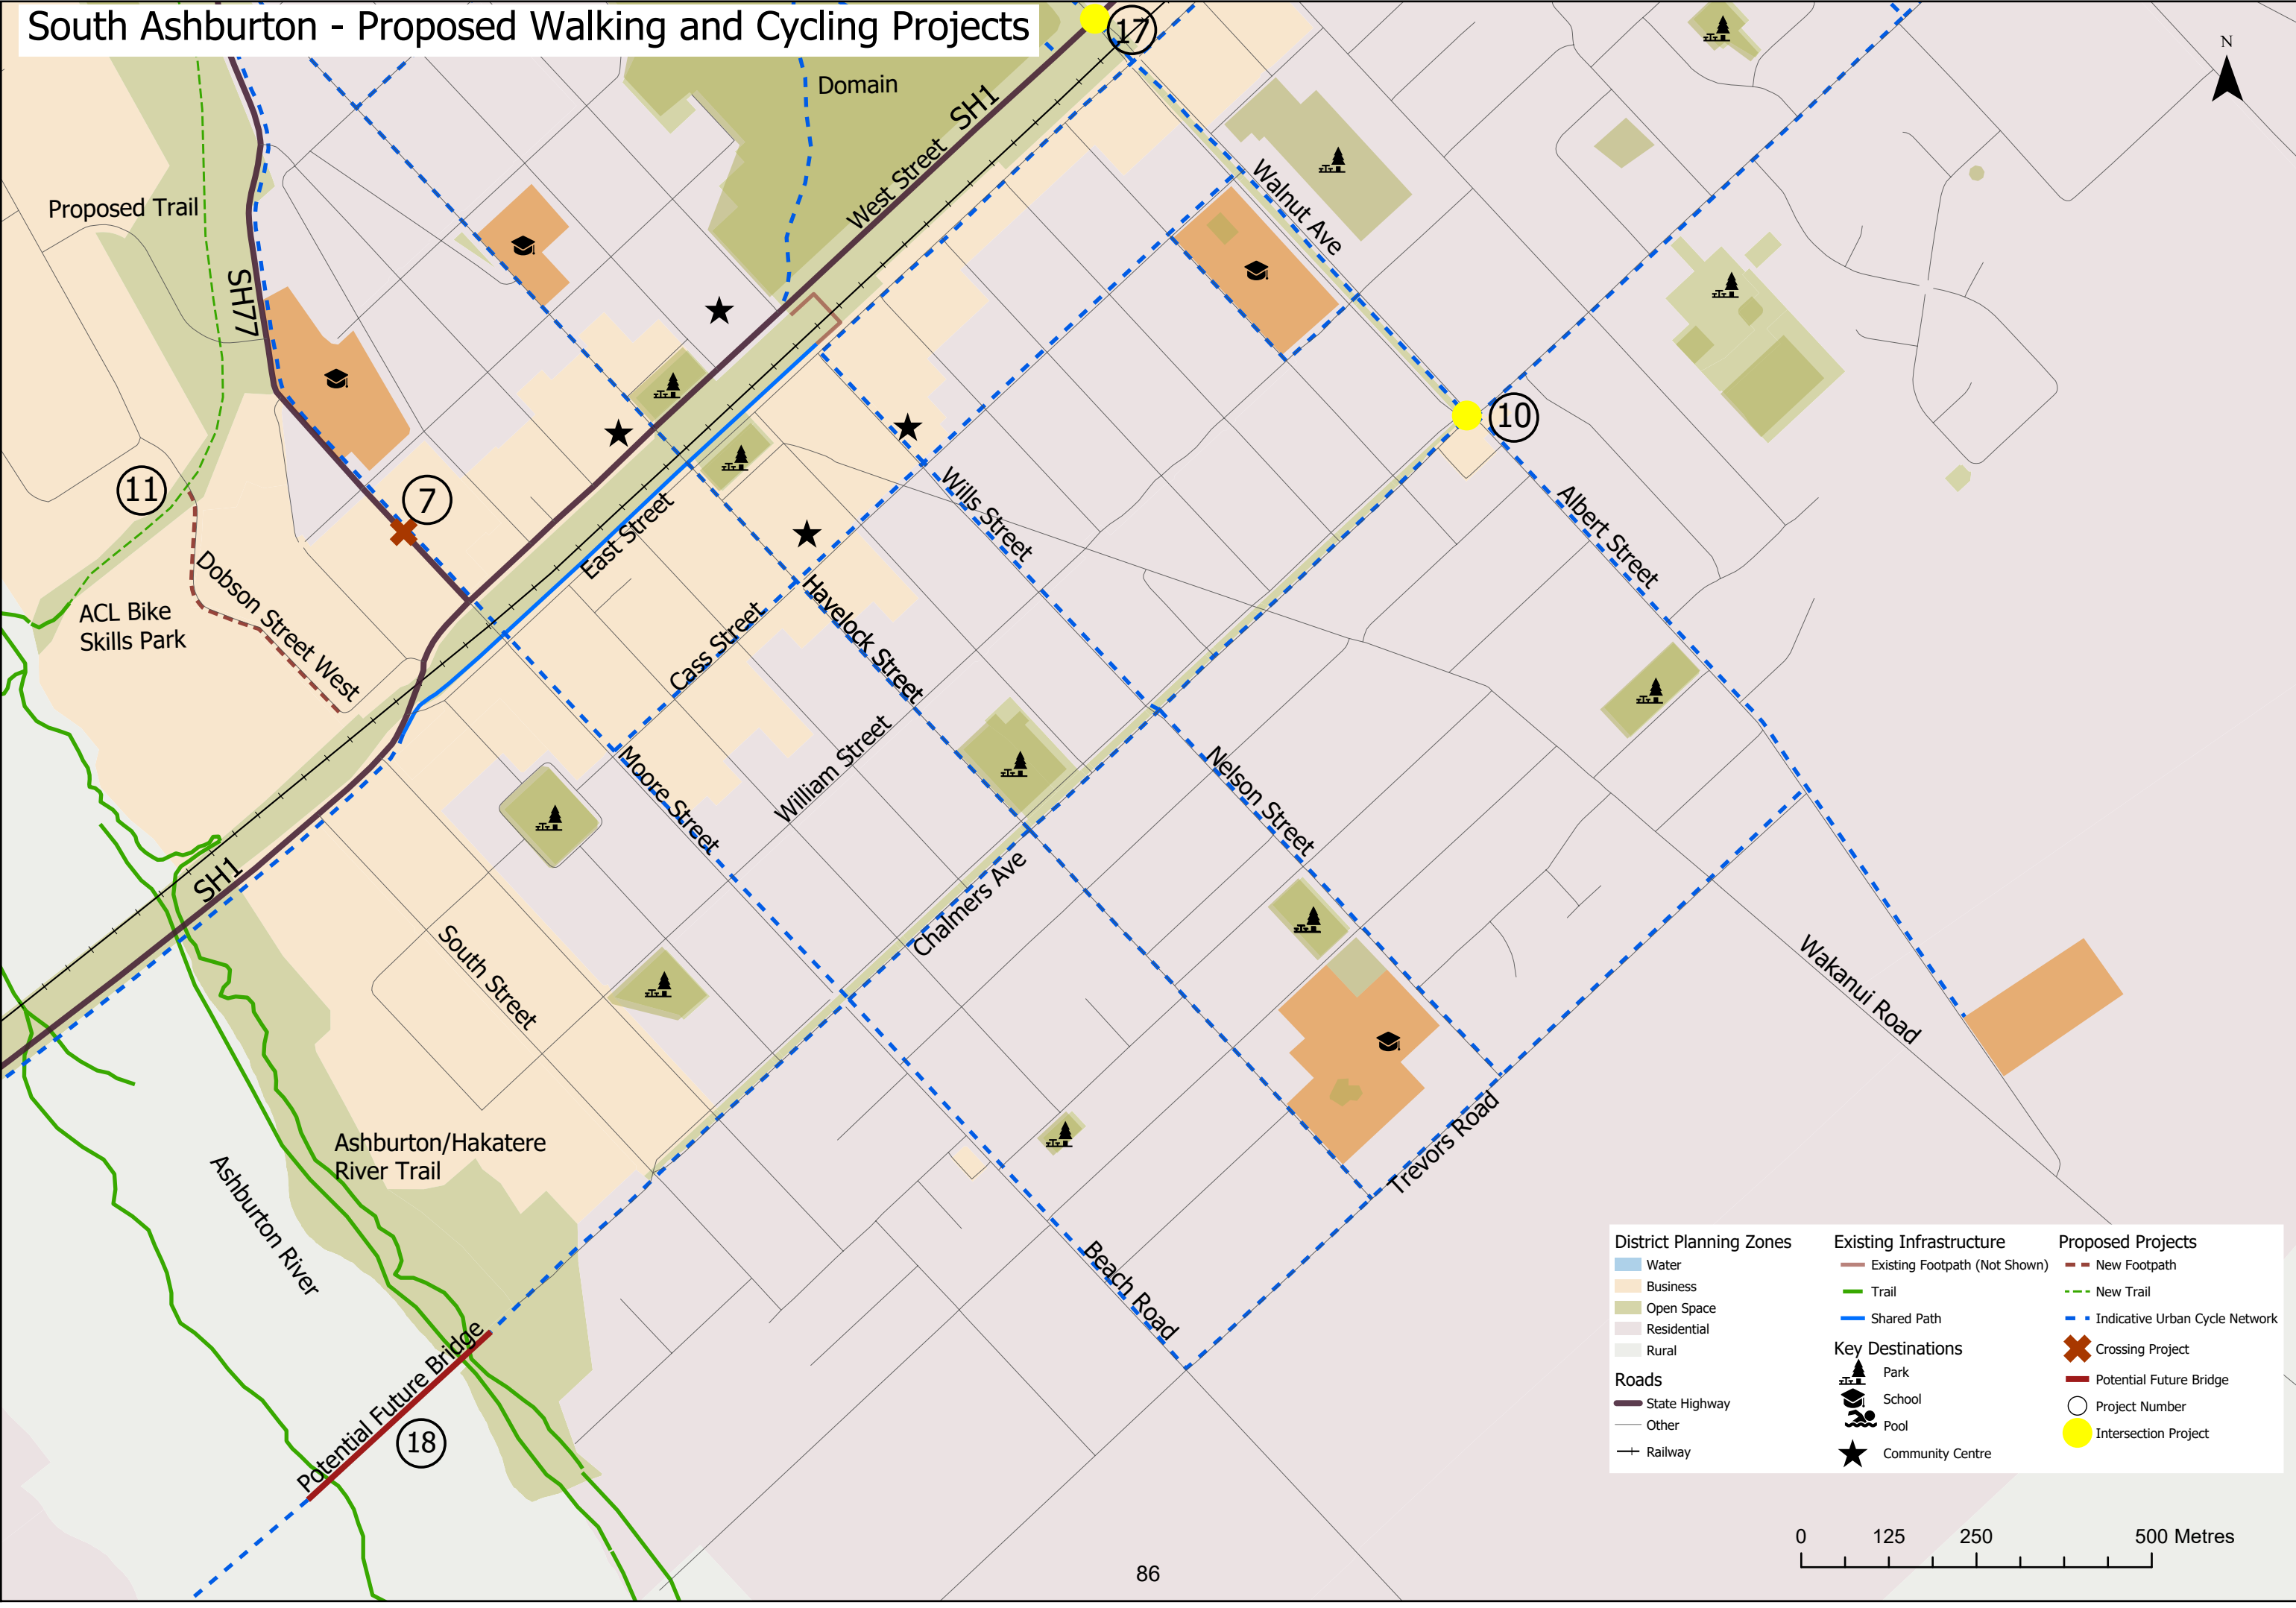 South Ashburton - Proposed Walking and Cycling Projects
17
N
Domain
SH1
West Street
Walnut Ave
Proposed Trail
SH77
10
11
7
Wills Street
Albert Street
East Street
Dobson Street West
ACL Bike
Skills Park
Cass Street
Havelock Street
William Street
Moore Street
Nelson Street
SH1
Chalmers Ave
South Street
Wakanui Road
Ashburton/Hakatere
River Trail
Ashburton River
Trevors Road
Beach Road
Potential Future Bridge
18
District Planning Zones
Water
Business
Open Space
Residential
Rural
Roads
State Highway
Other
Railway
Existing Infrastructure
Existing Footpath (Not Shown)
Trail
Shared Path
Key Destinations
Park
School
Pool
Community Centre
Proposed Projects
New Footpath
New Trail
Indicative Urban Cycle Network
Crossing Project
Potential Future Bridge
Project Number
Intersection Project
0 125 250 500 Metres
86